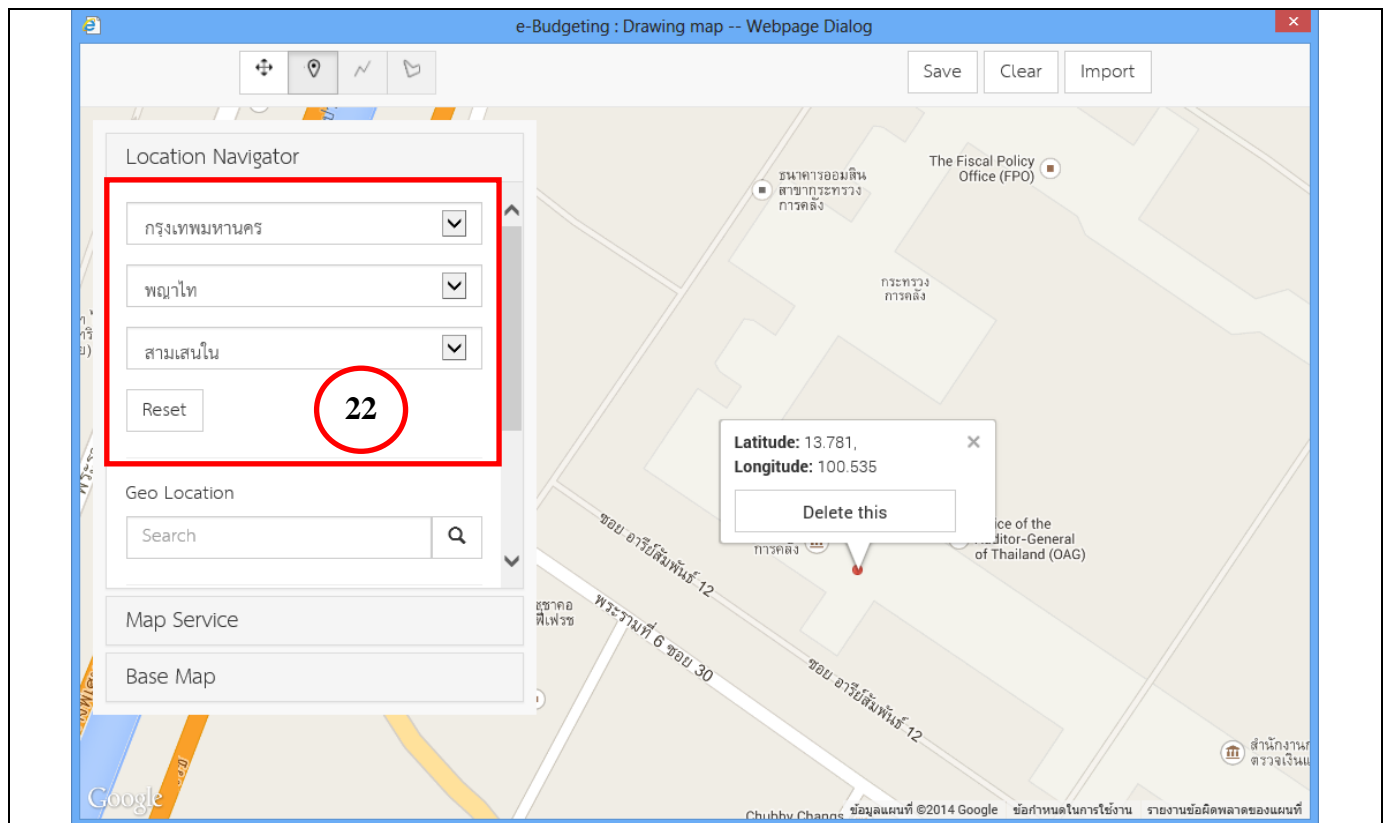 e-Budgeting : Drawing map -- Webpage Dialog
Save Clear Import
Location Navigator
กรุงเทพมหานคร
พญาไท
สามเสนใน
Reset
22
Geo Location
Search
Map Service
Base Map
The Fiscal Policy
Office (FPO)
ธนาคารออมสิน
สาขากระทรวง
การคลัง
กระทรวง
การคลัง
Latitude: 13.781,
Longitude: 100.535
Delete this
การคลัง
of Thailand (OAG)
ซอย อารีย์สัมพันธ์ 12
พระรามที่ 6 ซอย 30
ซอย อารีย์สัมพันธ์ 12
Chubby Changs
Google
ข้อมูลแผนที่ ©2014 Google ข้อกำหนดในการใช้งาน รายงานข้อผิดพลาดของแผนที่